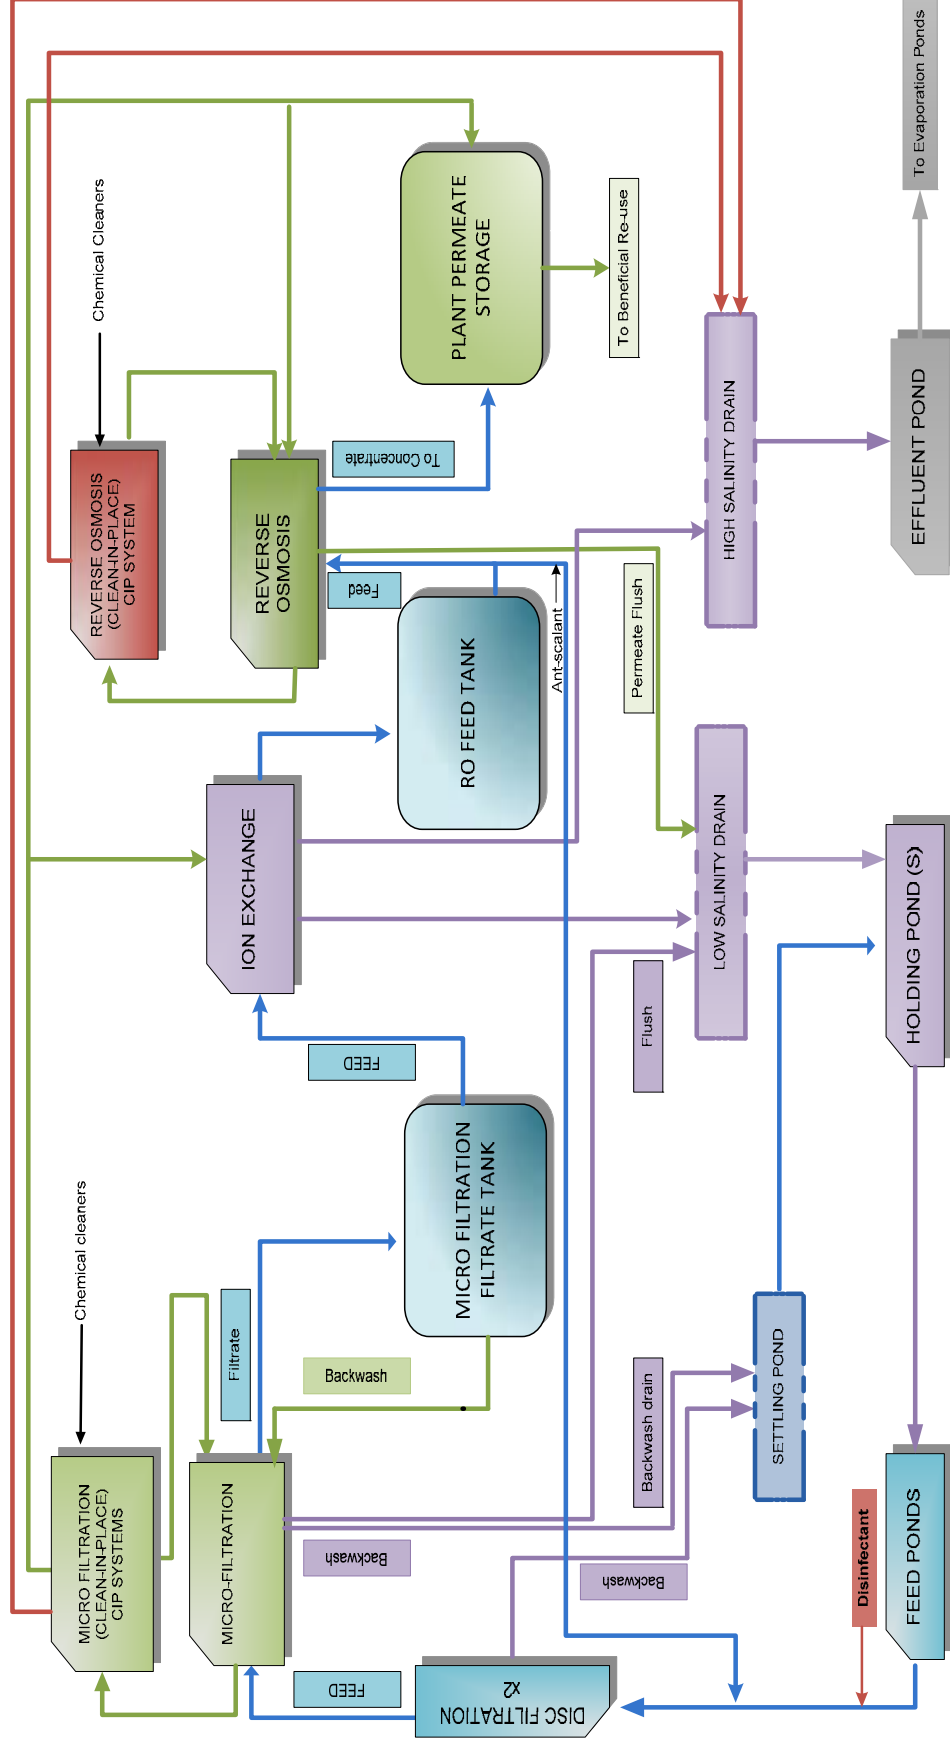 Chemical cleaners
MICRO FILTRATION
(CLEAN-IN-PLACE)
CIP SYSTEMS
MICRO-FILTRATION
Filtrate
FEED
Backwash
Backwash
DISC FILTRATION
x2
MICRO FILTRATION
FILTRATE TANK
FEED
ION EXCHANGE
Chemical Cleaners
REVERSE OSMOSIS
(CLEAN-IN-PLACE)
CIP SYSTEM
REVERSE
OSMOSIS
Feed
To Concentrate
RO FEED TANK
PLANT PERMEATE
STORAGE
To Beneficial Re-use
Ant-scalant
Permeate Flush
Flush
Backwash drain
Backwash
SETTLING POND
LOW SALINITY DRAIN
HIGH SALINITY DRAIN
Disinfectant
FEED PONDS
HOLDING POND (S)
EFFLUENT POND
To Evaporation Ponds